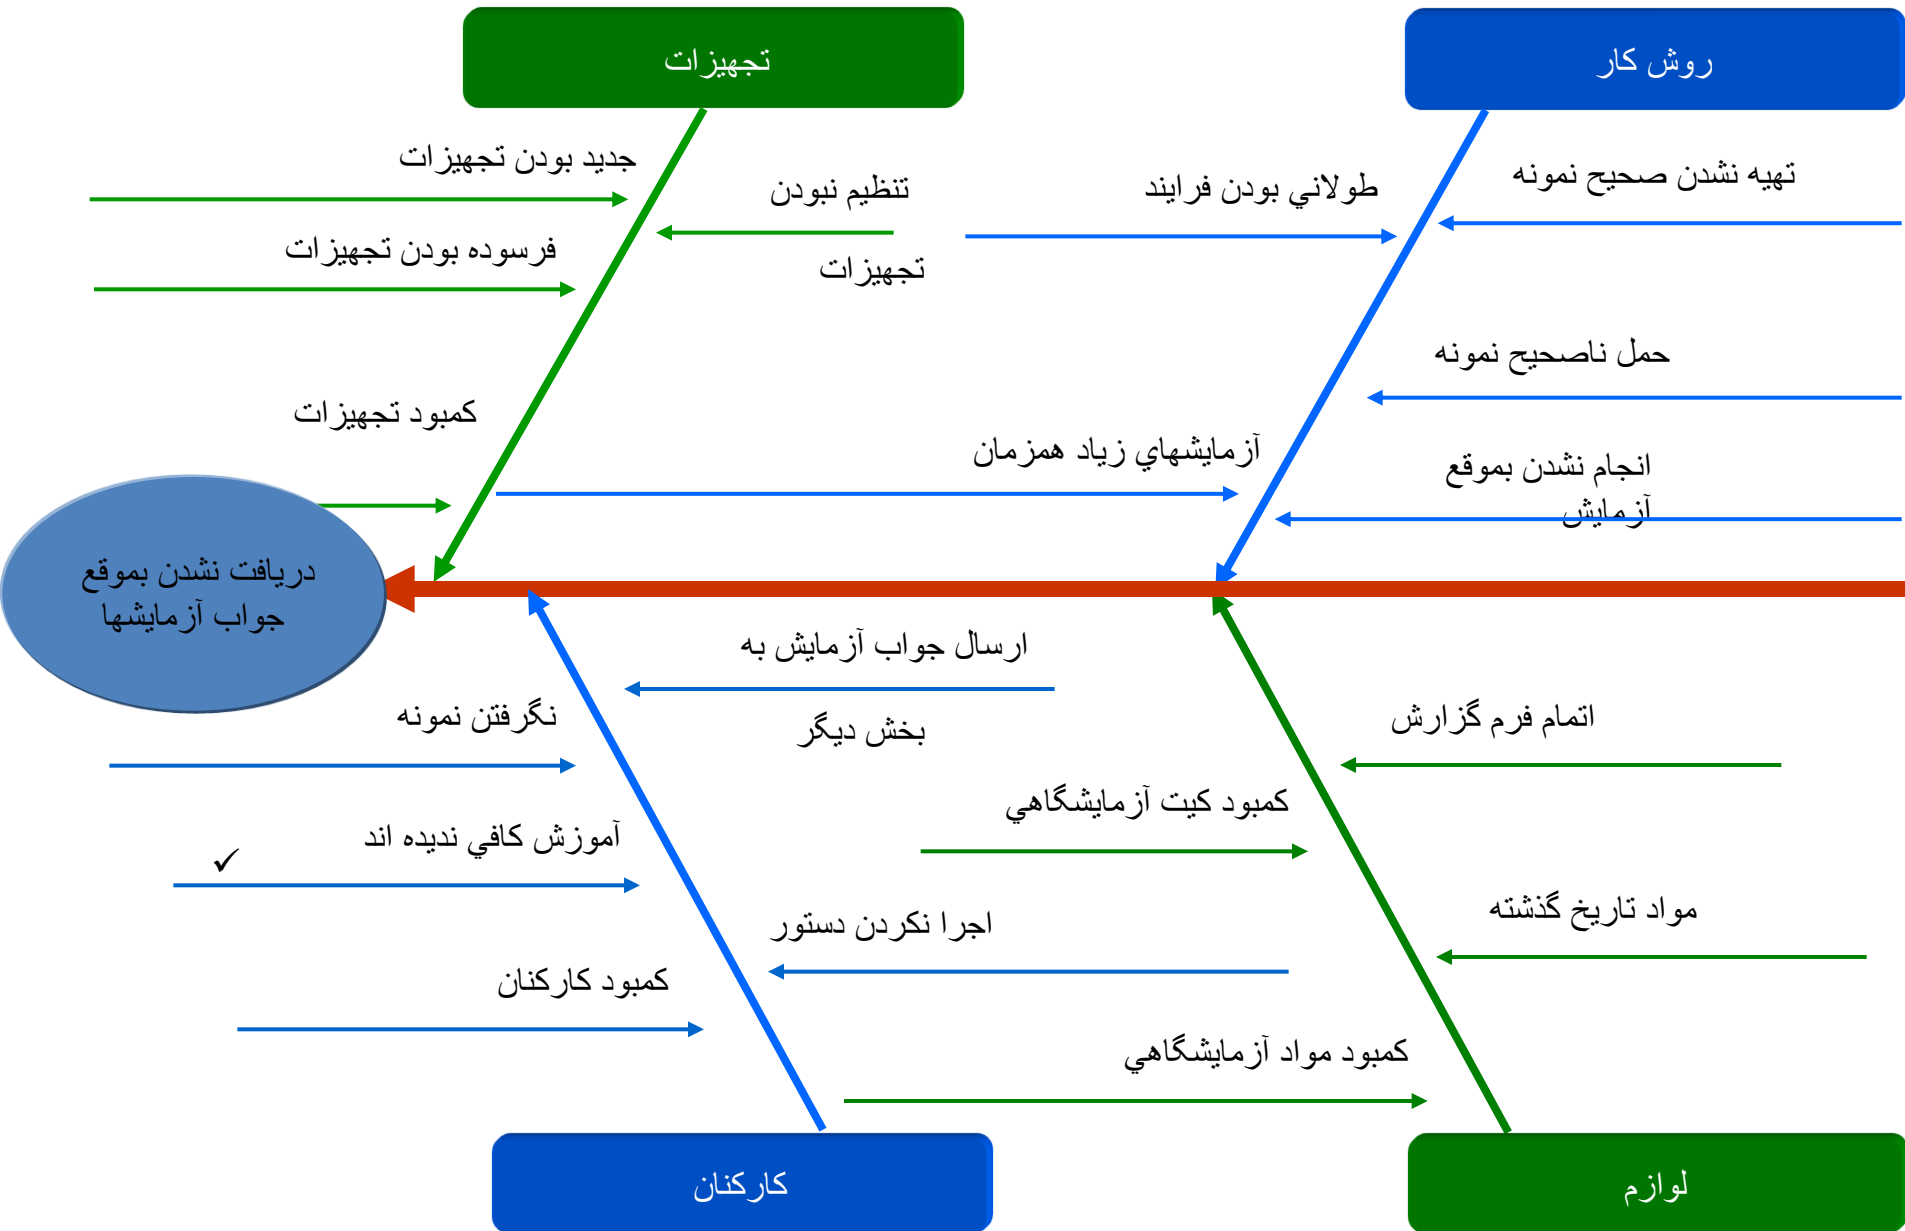 روش كار
تجهيزات
تهيه نشدن صحيح نمونه
طولاني بودن فرايند
حمل ناصحيح نمونه
آزمايشهاي زياد همزمان
انجام نشدن بموقع
آزمايش
جديد بودن تجهيزات
تنظيم نبودن
تجهيزات
فرسوده بودن تجهيزات
كمبود تجهيزات
دريافت نشدن بموقع
جواب آزمايشها
ارسال جواب آزمايش به
بخش ديگر
نگرفتن نمونه
آموزش كافي نديده اند
✓
اجرا نكردن دستور
كمبود كاركنان
اتمام فرم گزارش
كمبود كيت آزمايشگاهي
مواد تاريخ گذشته
كمبود مواد آزمايشگاهي
لوازم
كاركنان